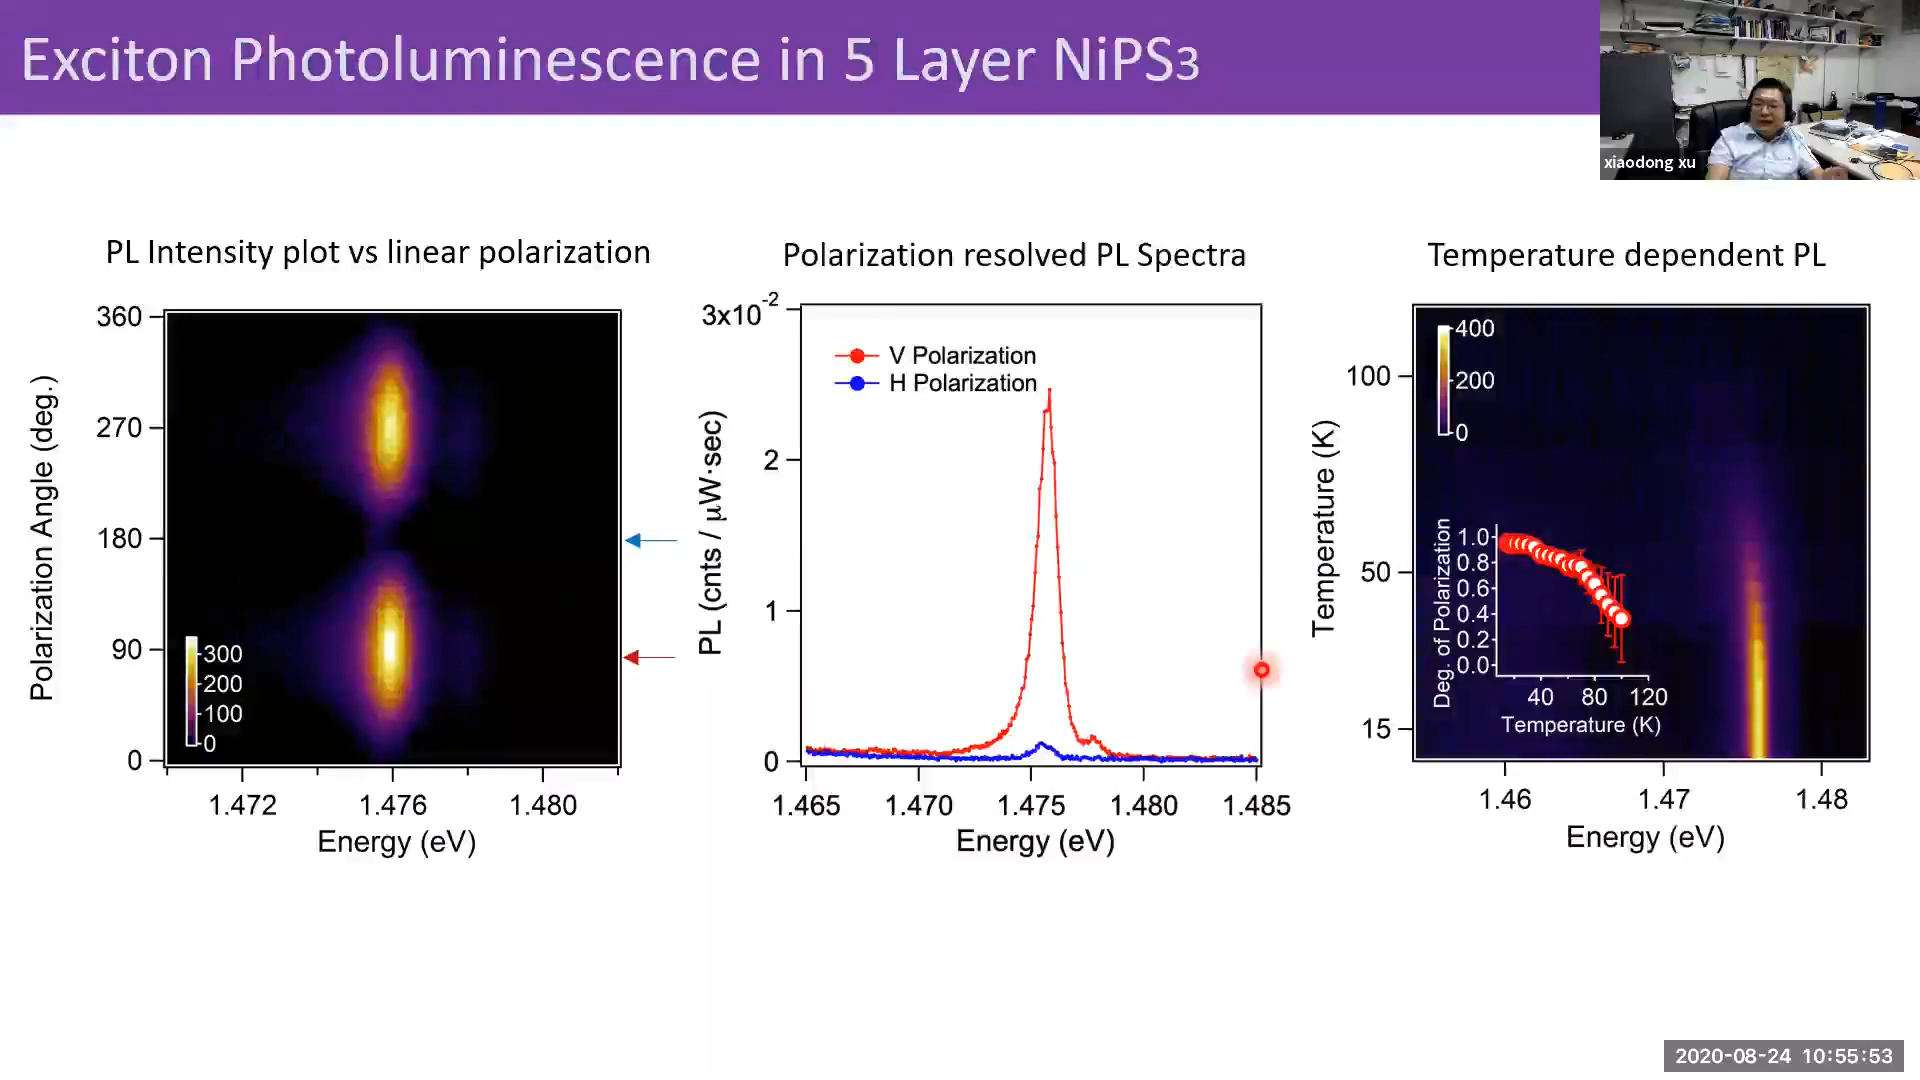 Exciton Photoluminescence in 5 Layer NiPS3
xiaodong xu
PL Intensity plot vs linear polarization
360
270
180
90
0
Polarization Angle (deg.)
300
200
100
0
1.472
1.476
1.480
Energy (eV)
Polarization resolved PL Spectra
3x10-2
2
1
0
PL (cnts / µW·sec)
V Polarization
H Polarization
1.465
1.470
1.475
1.480
1.485
Energy (eV)
Temperature dependent PL
400
200
0
100
50
15
Temperature (K)
Deg. of Polarization
1.0
0.8
0.6
0.4
0.2
0.0
40
80
120
Temperature (K)
1.46
1.47
1.48
Energy (eV)
2020-08-24 10:55:53